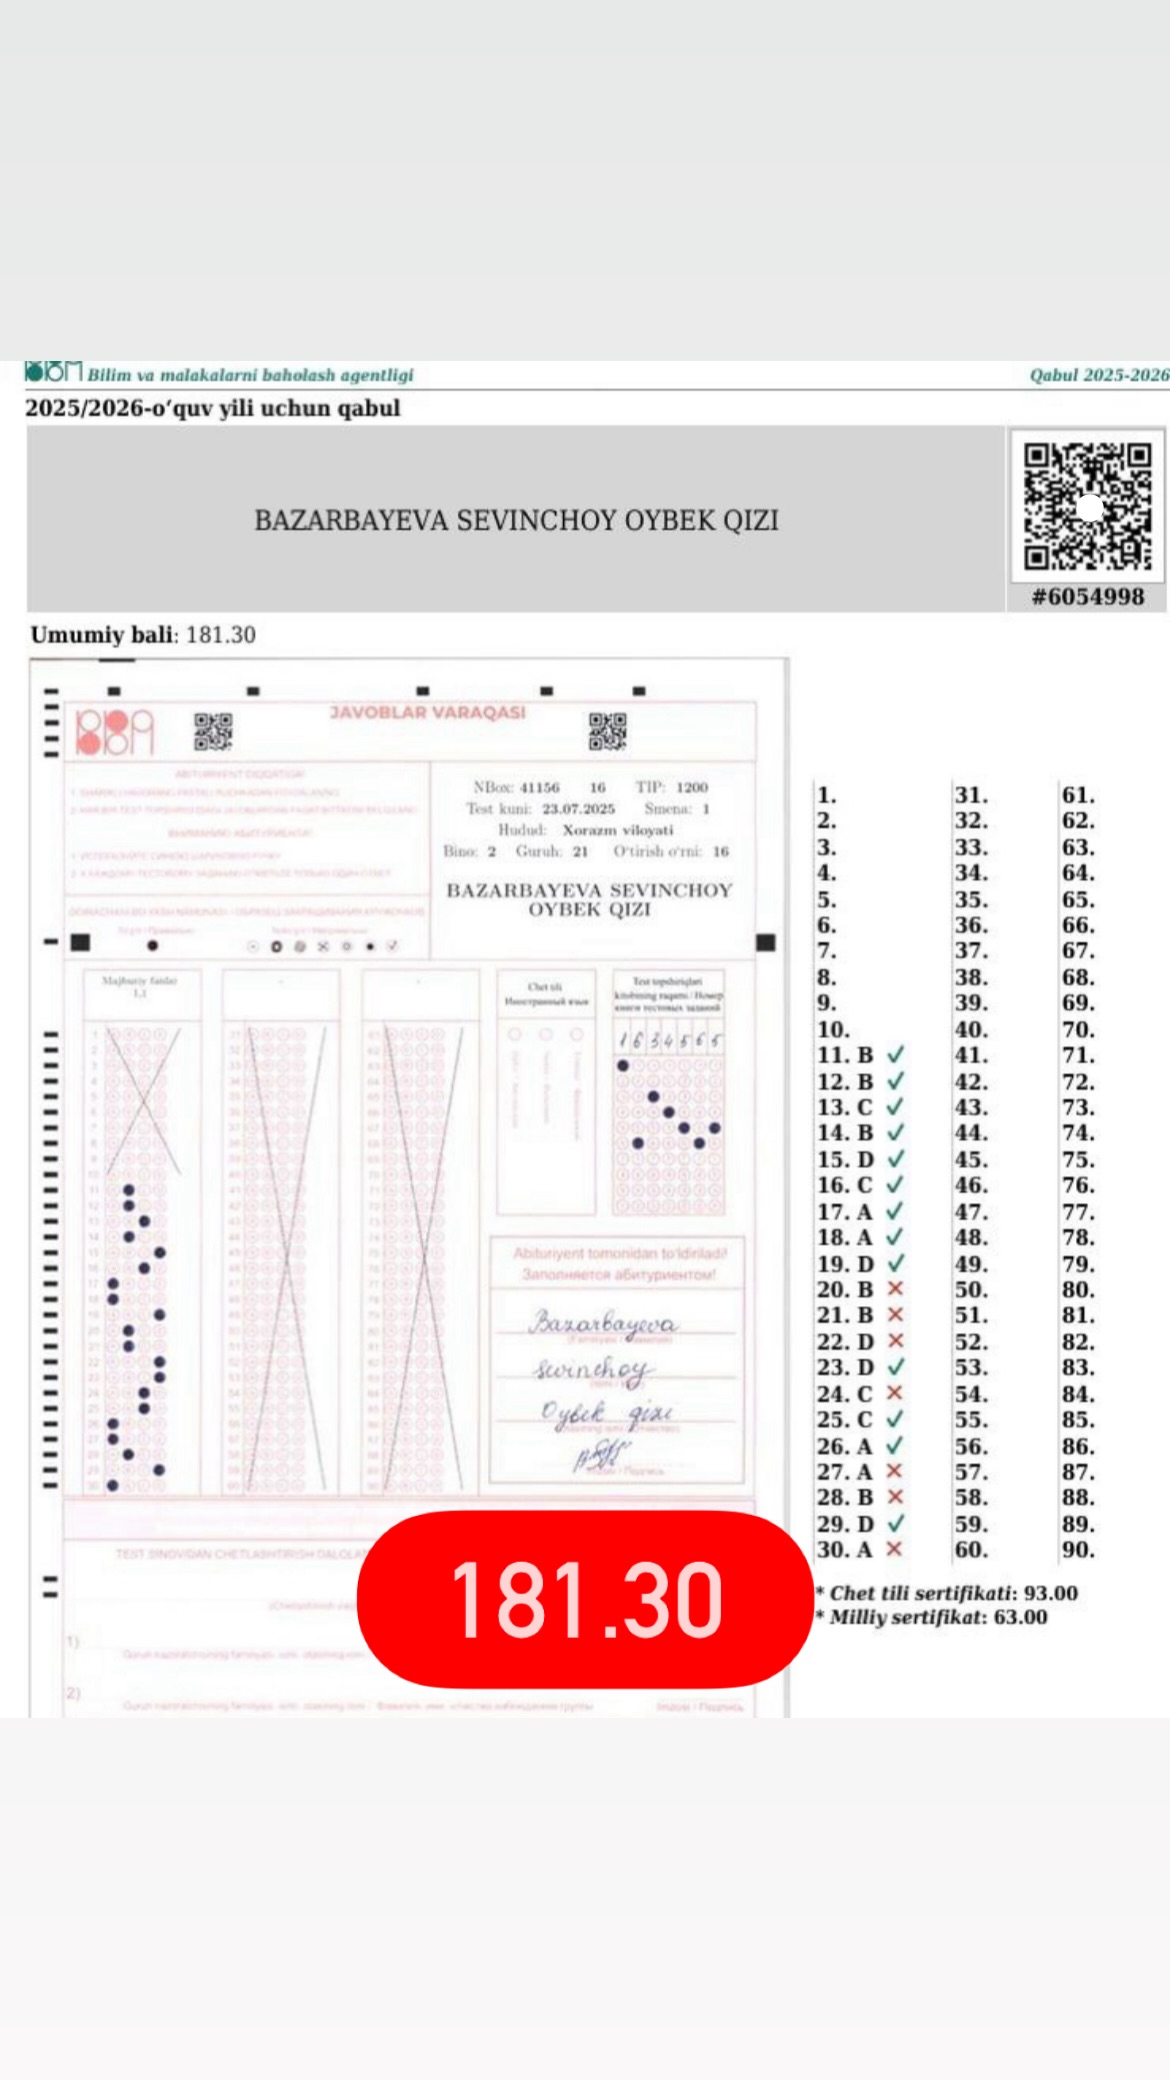 Bilim va malakalarni baholash agentligi
Qabul 2025-2026
2025/2026-o‘quv yili uchun qabul
BAZARBAYEVA SEVINCHOY OYBEK QIZI
#6054998
Umumiy bali: 181.30
JAVOBLAR VARAQASI
NBox: 41156 16 TIP: 1200
Test kuni: 23.07.2025 Smena: 1
Hudud: Xorazm viloyati
Bino: 2 Guruh: 21 O'tirish o'rni: 16
BAZARBAYEVA SEVINCHOY
OYBEK QIZI
Majburiy fanlar
Chet tili
Иностранный язык
Test topshiriqlari
kitobining raqami / Номер
книги тестовых заданий
1 6 3 4 5 6 5
Abituriyent tomonidan to'ldiriladi!
Заполняется абитуриентом!
Bazarbayeva
sevinchoy
Oybek qizi
TEST SINOVIDAN CHETLASHTIRISH
1)
2)
1. 31. 61.
2. 32. 62.
3. 33. 63.
4. 34. 64.
5. 35. 65.
6. 36. 66.
7. 37. 67.
8. 38. 68.
9. 39. 69.
10. 40. 70.
11. B ✓ 41. 71.
12. B ✓ 42. 72.
13. C ✓ 43. 73.
14. B ✓ 44. 74.
15. D ✓ 45. 75.
16. C ✓ 46. 76.
17. A ✓ 47. 77.
18. A ✓ 48. 78.
19. D ✓ 49. 79.
20. B ✕ 50. 80.
21. B ✕ 51. 81.
22. D ✕ 52. 82.
23. D ✓ 53. 83.
24. C ✕ 54. 84.
25. C ✓ 55. 85.
26. A ✓ 56. 86.
27. A ✕ 57. 87.
28. B ✕ 58. 88.
29. D ✓ 59. 89.
30. A ✕ 60. 90.
* Chet tili sertifikati: 93.00
* Milliy sertifikat: 63.00
181.30